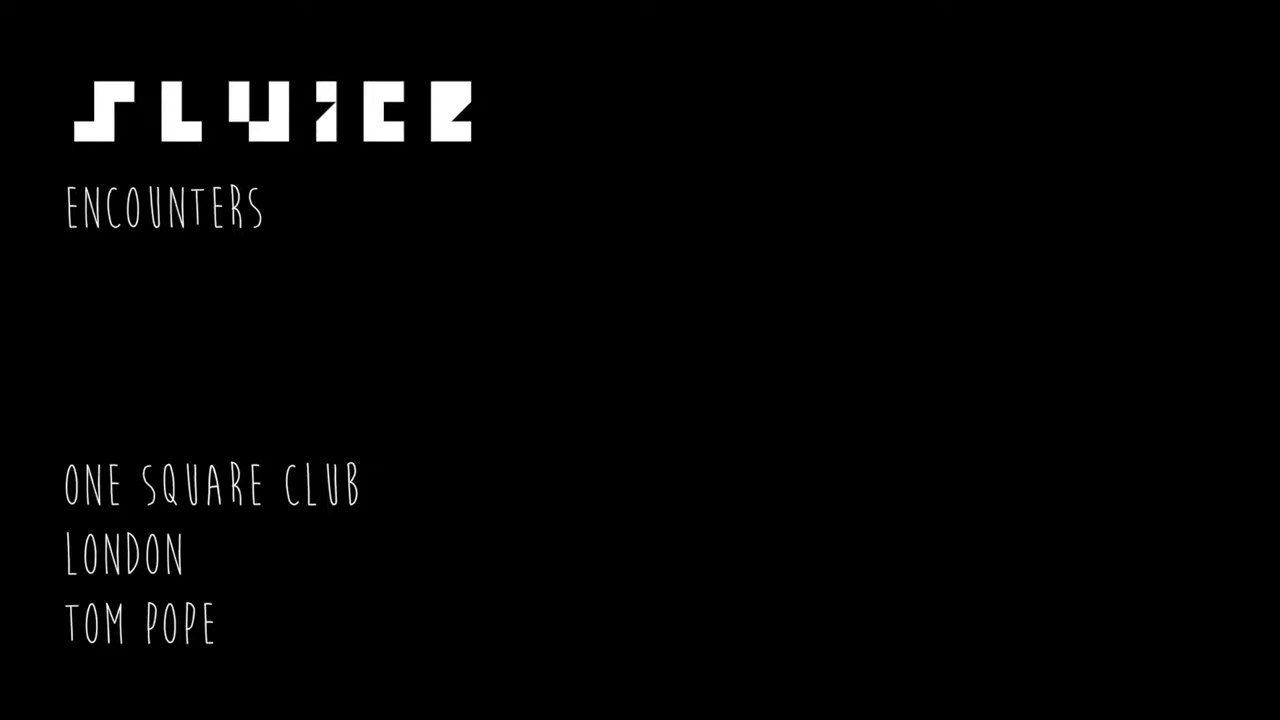 SLUICE
ENCOUNTERS
ONE SQUARE CLUB
LONDON
TOM POPE